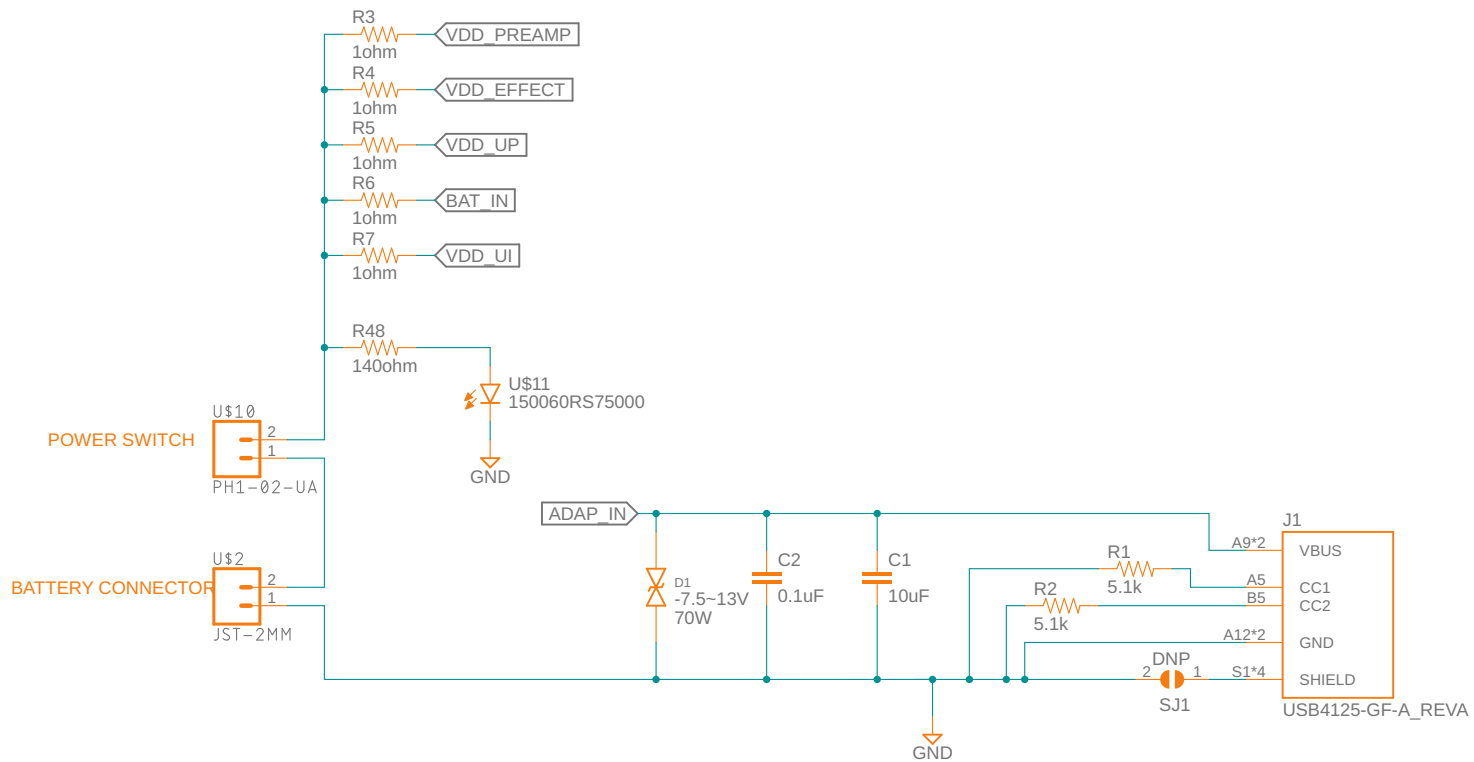 R3
VDD_PREAMP
1ohm
R4
VDD_EFFECT
1ohm
R5
VDD_UP
1ohm
R6
BAT_IN
1ohm
R7
VDD_UI
1ohm
R48
140ohm
U$11
150060RS75000
GND
U$10
POWER SWITCH
2
1
PH1-02-UA
U$2
BATTERY CONNECTOR
2
1
JST-2MM
ADAP_IN
D1
-7.5~13V
70W
C2
0.1uF
C1
10uF
GND
R1
5.1k
R2
5.1k
DNP
2
1
SJ1
J1
A9*2
VBUS
A5
CC1
B5
CC2
A12*2
GND
S1*4
SHIELD
USB4125-GF-A_REVA